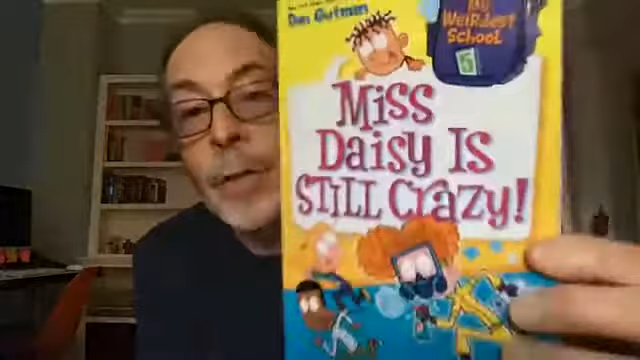 Dan Gutman
My
Weirdest
School
5
Miss
Daisy Is
STILL Crazy!